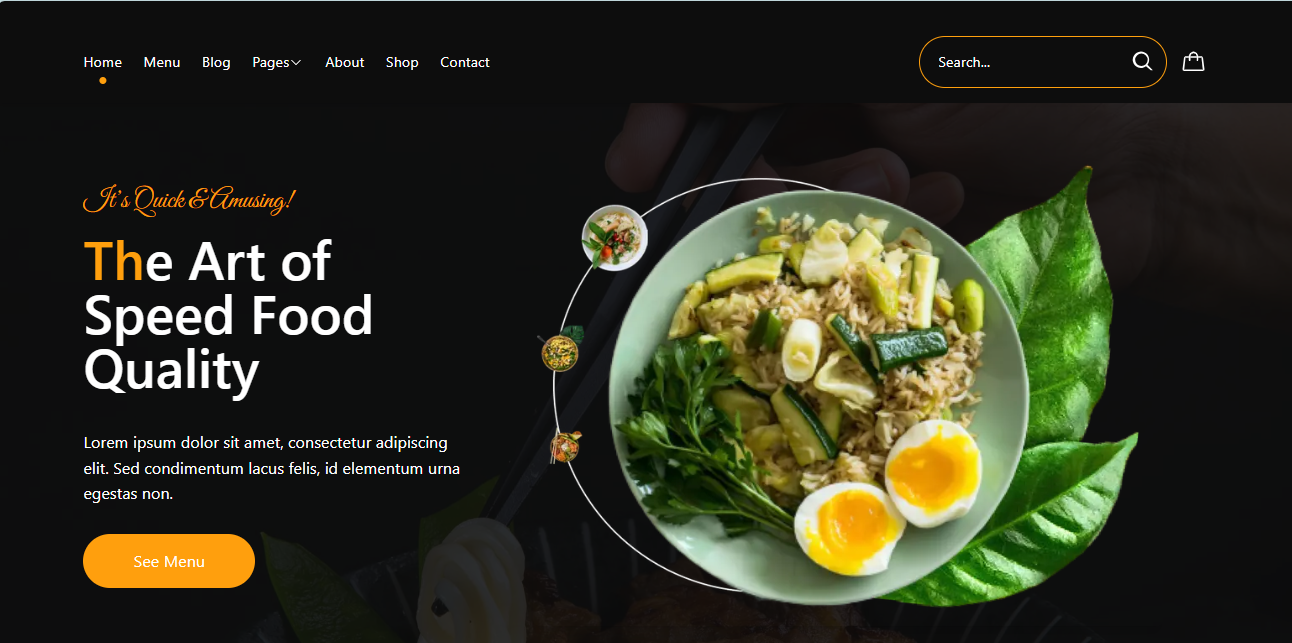 Home Menu Blog Pages About Shop Contact Search...
It's Quick & Amusing!
The Art of
Speed Food
Quality
Lorem ipsum dolor sit amet, consectetur adipiscing
elit. Sed condimentum lacus felis, id elementum urna
egestas non.
See Menu